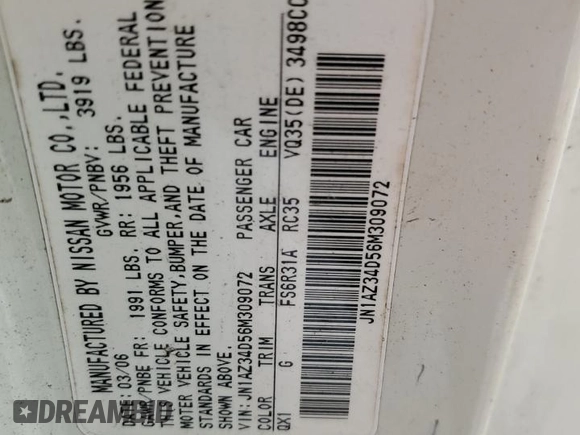 MANUFACTURED BY NISSAN MOTOR CO.,LTD.
DATE: 03/06 GVWR/PNBV: 3919 LBS.
GAWR/PNBE FR: 1991 LBS. RR: 1956 LBS.
THIS VEHICLE CONFORMS TO ALL APPLICABLE FEDERAL
MOTOR VEHICLE SAFETY,BUMPER,AND THEFT PREVENTION
STANDARDS IN EFFECT ON THE DATE OF MANUFACTURE
SHOWN ABOVE.
VIN: JN1AZ34D56M309072 PASSENGER CAR
COLOR TRIM TRANS AXLE ENGINE
QX1 G FS6R31A RC35 VQ35(DE) 3498CC
JN1AZ34D56M309072
DREAMBID